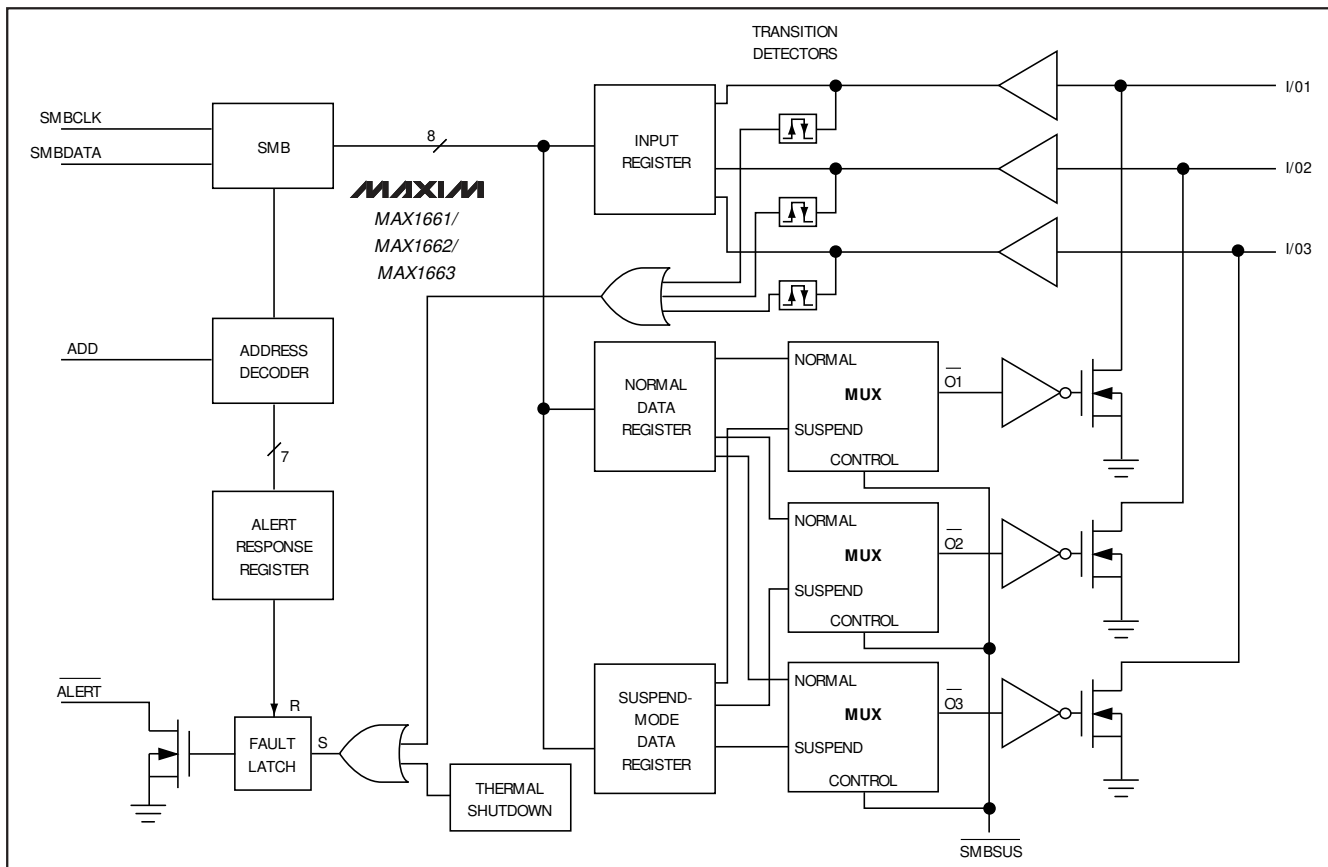 TRANSITION
DETECTORS
I/01
SMBCLK
SMBDATA
SMB
8
INPUT
REGISTER
I/02
MAXIM
MAX1661/
MAX1662/
MAX1663
I/03
ADD
ADDRESS
DECODER
NORMAL
DATA
REGISTER
NORMAL
MUX
SUSPEND
CONTROL
O1
7
ALERT
RESPONSE
REGISTER
NORMAL
MUX
SUSPEND
CONTROL
O2
ALERT
R
FAULT
LATCH
S
THERMAL
SHUTDOWN
SUSPEND-
MODE
DATA
REGISTER
NORMAL
MUX
SUSPEND
CONTROL
O3
SMBSUS